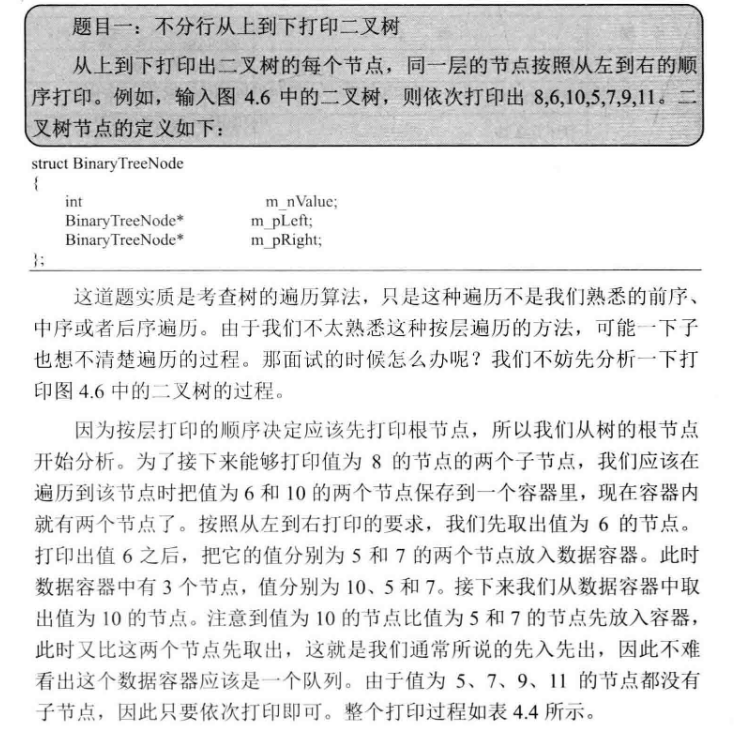 题目一：不分行从上到下打印二叉树
从上到下打印出二叉树的每个节点，同一层的节点按照从左到右的顺
序打印。例如，输入图 4.6 中的二叉树，则依次打印出 8,6,10,5,7,9,11。二
叉树节点的定义如下：
struct BinaryTreeNode
{
int m_nValue;
BinaryTreeNode* m_pLeft;
BinaryTreeNode* m_pRight;
};
这道题实质是考查树的遍历算法，只是这种遍历不是我们熟悉的前序、
中序或者后序遍历。由于我们不太熟悉这种按层遍历的方法，可能一下子
也想不清楚遍历的过程。那面试的时候怎么办呢？我们不妨先分析一下打
印图 4.6 中的二叉树的过程。
因为按层打印的顺序决定应该先打印根节点，所以我们从树的根节点
开始分析。为了接下来能够打印值为 8 的节点的两个子节点，我们应该在
遍历到该节点时把值为 6 和 10 的两个节点保存到一个容器里，现在容器内
就有两个节点了。按照从左到右打印的要求，我们先取出值为 6 的节点。
打印出值 6 之后，把它的值分别为 5 和 7 的两个节点放入数据容器。此时
数据容器中有 3 个节点，值分别为 10、5 和 7。接下来我们从数据容器中取
出值为 10 的节点。注意到值为 10 的节点比值为 5 和 7 的节点先放入容器，
此时又比这两个节点先取出，这就是我们通常所说的先入先出，因此不难
看出这个数据容器应该是一个队列。由于值为 5、7、9、11 的节点都没有
子节点，因此只要依次打印即可。整个打印过程如表 4.4 所示。